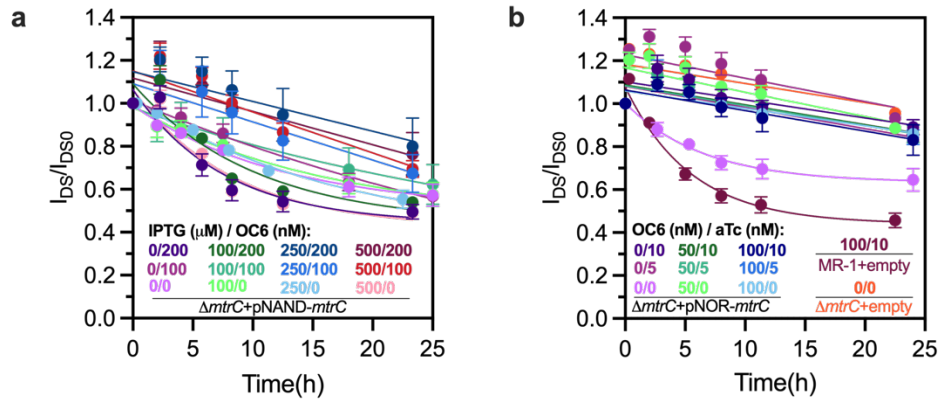 a
I_DS/I_DS0
1.4
1.2
1.0
0.8
0.6
0.4
0.2
0.0
IPTG (μM) / OC6 (nM):
0/200 100/200 250/200 500/200
0/100 100/100 250/100 500/100
0/0 100/0 250/0 500/0
ΔmtrC+pNAND-mtrC
0 5 10 15 20 25
Time(h)
b
I_DS/I_DS0
1.4
1.2
1.0
0.8
0.6
0.4
0.2
0.0
OC6 (nM) / aTc (nM):
0/10 50/10 100/10 100/10
0/5 50/5 100/5 MR-1+empty
0/0 50/0 100/0 0/0
ΔmtrC+pNOR-mtrC ΔmtrC+empty
0 5 10 15 20 25
Time(h)